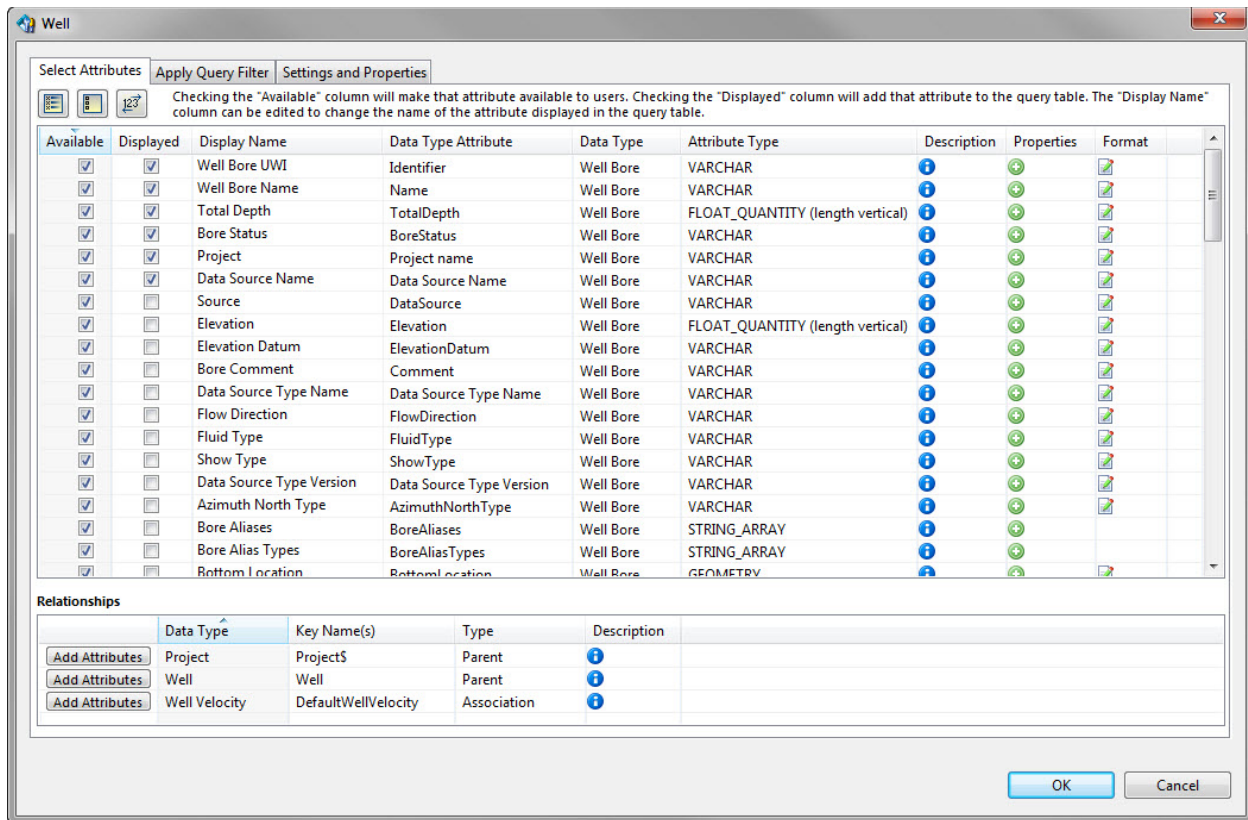 Well
Select Attributes Apply Query Filter Settings and Properties
123 Checking the "Available" column will make that attribute available to users. Checking the "Displayed" column will add that attribute to the query table. The "Display Name"
column can be edited to change the name of the attribute displayed in the query table.
Available Displayed Display Name Data Type Attribute Data Type Attribute Type Description Properties Format
Well Bore UWI Identifier Well Bore VARCHAR
Well Bore Name Name Well Bore VARCHAR
Total Depth TotalDepth Well Bore FLOAT_QUANTITY (length vertical)
Bore Status BoreStatus Well Bore VARCHAR
Project Project name Well Bore VARCHAR
Data Source Name Data Source Name Well Bore VARCHAR
Source DataSource Well Bore VARCHAR
Elevation Elevation Well Bore FLOAT_QUANTITY (length vertical)
Elevation Datum ElevationDatum Well Bore VARCHAR
Bore Comment Comment Well Bore VARCHAR
Data Source Type Name Data Source Type Name Well Bore VARCHAR
Flow Direction FlowDirection Well Bore VARCHAR
Fluid Type FluidType Well Bore VARCHAR
Show Type ShowType Well Bore VARCHAR
Data Source Type Version Data Source Type Version Well Bore VARCHAR
Azimuth North Type AzimuthNorthType Well Bore VARCHAR
Bore Aliases BoreAliases Well Bore STRING_ARRAY
Bore Alias Types BoreAliasTypes Well Bore STRING_ARRAY
Bottom Location BottomLocation Well Bore GEOMETRY
Relationships
Data Type Key Name(s) Type Description
Add Attributes Project Project$ Parent
Add Attributes Well Well Parent
Add Attributes Well Velocity DefaultWellVelocity Association
OK Cancel